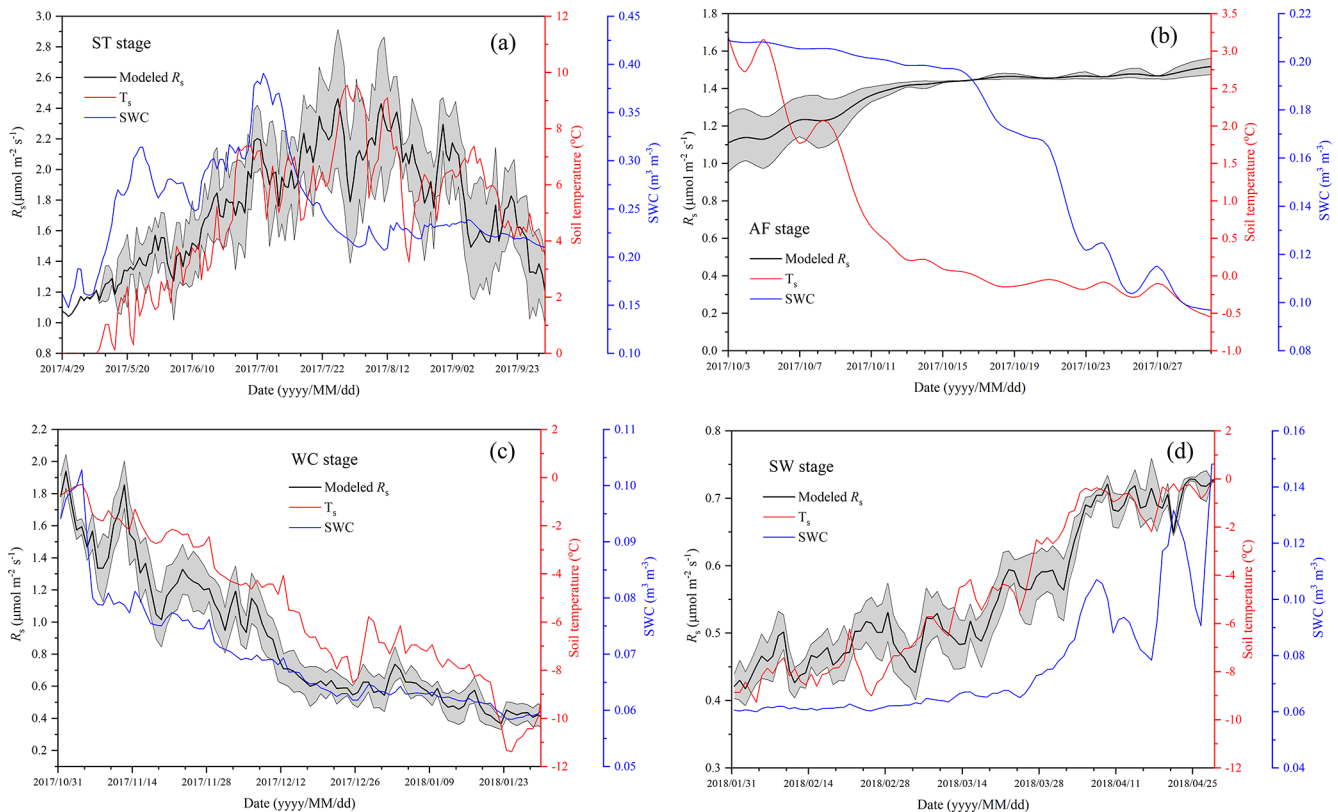 ST stage
(a)
Modeled Rs
Ts
SWC
3.0
2.8
2.6
2.4
2.2
2.0
1.8
1.6
1.4
1.2
1.0
0.8
Rs(μmol m-2 s-1)
12
10
8
6
4
2
0
Soil temperature (°C)
0.45
0.40
0.35
0.30
0.25
0.20
0.15
0.10
SWC (m3 m-3)
2017/4/29 2017/5/20 2017/6/10 2017/7/01 2017/7/22 2017/8/12 2017/9/02 2017/9/23
Date (yyyy/MM/dd)
(b)
AF stage
Modeled Rs
Ts
SWC
1.8
1.6
1.4
1.2
1.0
0.8
0.6
0.4
0.2
0.0
Rs (μmol m-2 s-1)
3.5
3.0
2.5
2.0
1.5
1.0
0.5
0.0
-0.5
-1.0
Soil temperature (°C)
0.22
0.20
0.18
0.16
0.14
0.12
0.10
0.08
SWC (m3 m-3)
2017/10/3 2017/10/7 2017/10/11 2017/10/15 2017/10/19 2017/10/23 2017/10/27
Date (yyyy/MM/dd)
(c)
WC stage
Modeled Rs
Ts
SWC
2.2
2.0
1.8
1.6
1.4
1.2
1.0
0.8
0.6
0.4
0.2
Rs (μmol m-2 s-1)
2
0
-2
-4
-6
-8
-10
-12
Soil temperature (°C)
0.11
0.10
0.09
0.08
0.07
0.06
0.05
SWC (m3 m-3)
2017/10/31 2017/11/14 2017/11/28 2017/12/12 2017/12/26 2018/01/09 2018/01/23
Date (yyyy/MM/dd)
SW stage
(d)
Modeled Rs
Ts
SWC
0.8
0.7
0.6
0.5
0.4
0.3
Rs (μmol m-2 s-1)
2
0
-2
-4
-6
-8
-10
-12
Soil temperature (°C)
0.16
0.14
0.12
0.10
0.08
0.06
0.04
SWC (m3 m-3)
2018/01/31 2018/02/14 2018/02/28 2018/03/14 2018/03/28 2018/04/11 2018/04/25
Date (yyyy/MM/dd)